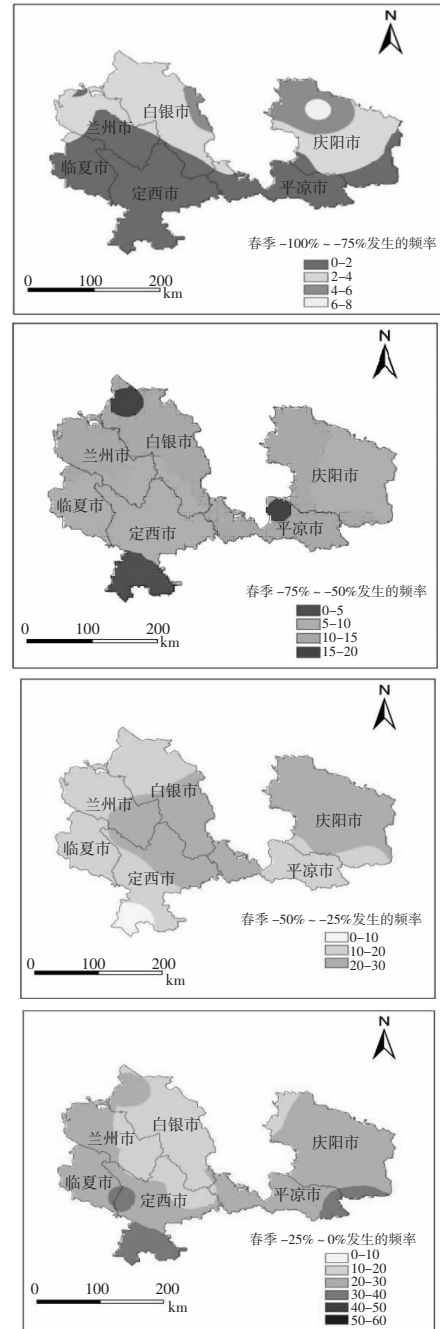 N
白银市
兰州市
庆阳市
临夏市
定西市
平凉市
春季 -100% ~ -75%发生的频率
0 100 200
km
0-2
2-4
4-6
6-8
N
白银市
兰州市
庆阳市
临夏市
定西市
平凉市
春季 -75% ~ -50%发生的频率
0 100 200
km
0-5
5-10
10-15
15-20
N
白银市
兰州市
庆阳市
临夏市
定西市
平凉市
春季 -50% ~ -25%发生的频率
0 100 200
km
0-10
10-20
20-30
N
白银市
兰州市
庆阳市
临夏市
定西市
平凉市
春季 -25% ~ 0%发生的频率
0 100 200
km
0-10
10-20
20-30
30-40
40-50
50-60